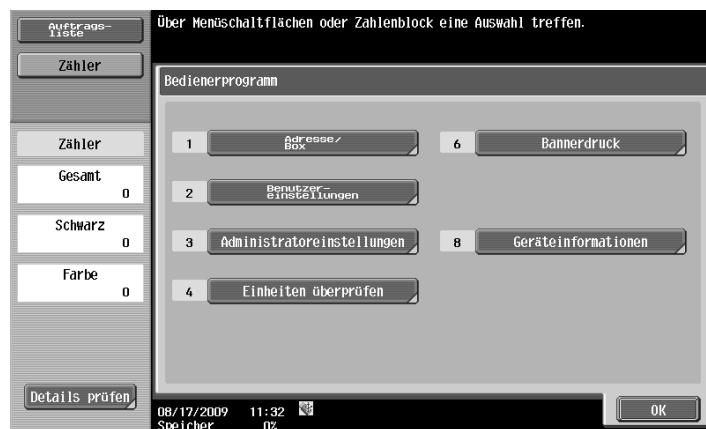 Auftrags-
liste
Zähler
Über Menüschaltflächen oder Zahlenblock eine Auswahl treffen.
Bedienerprogramm
Zähler
Gesamt
0
Schwarz
0
Farbe
0
Details prüfen
1 Adresse/
Box
2 Benutzer-
einstellungen
3 Administratoreinstellungen
4 Einheiten überprüfen
6 Bannerdruck
8 Geräteinformationen
08/17/2009 11:32
Speicher 0%
OK